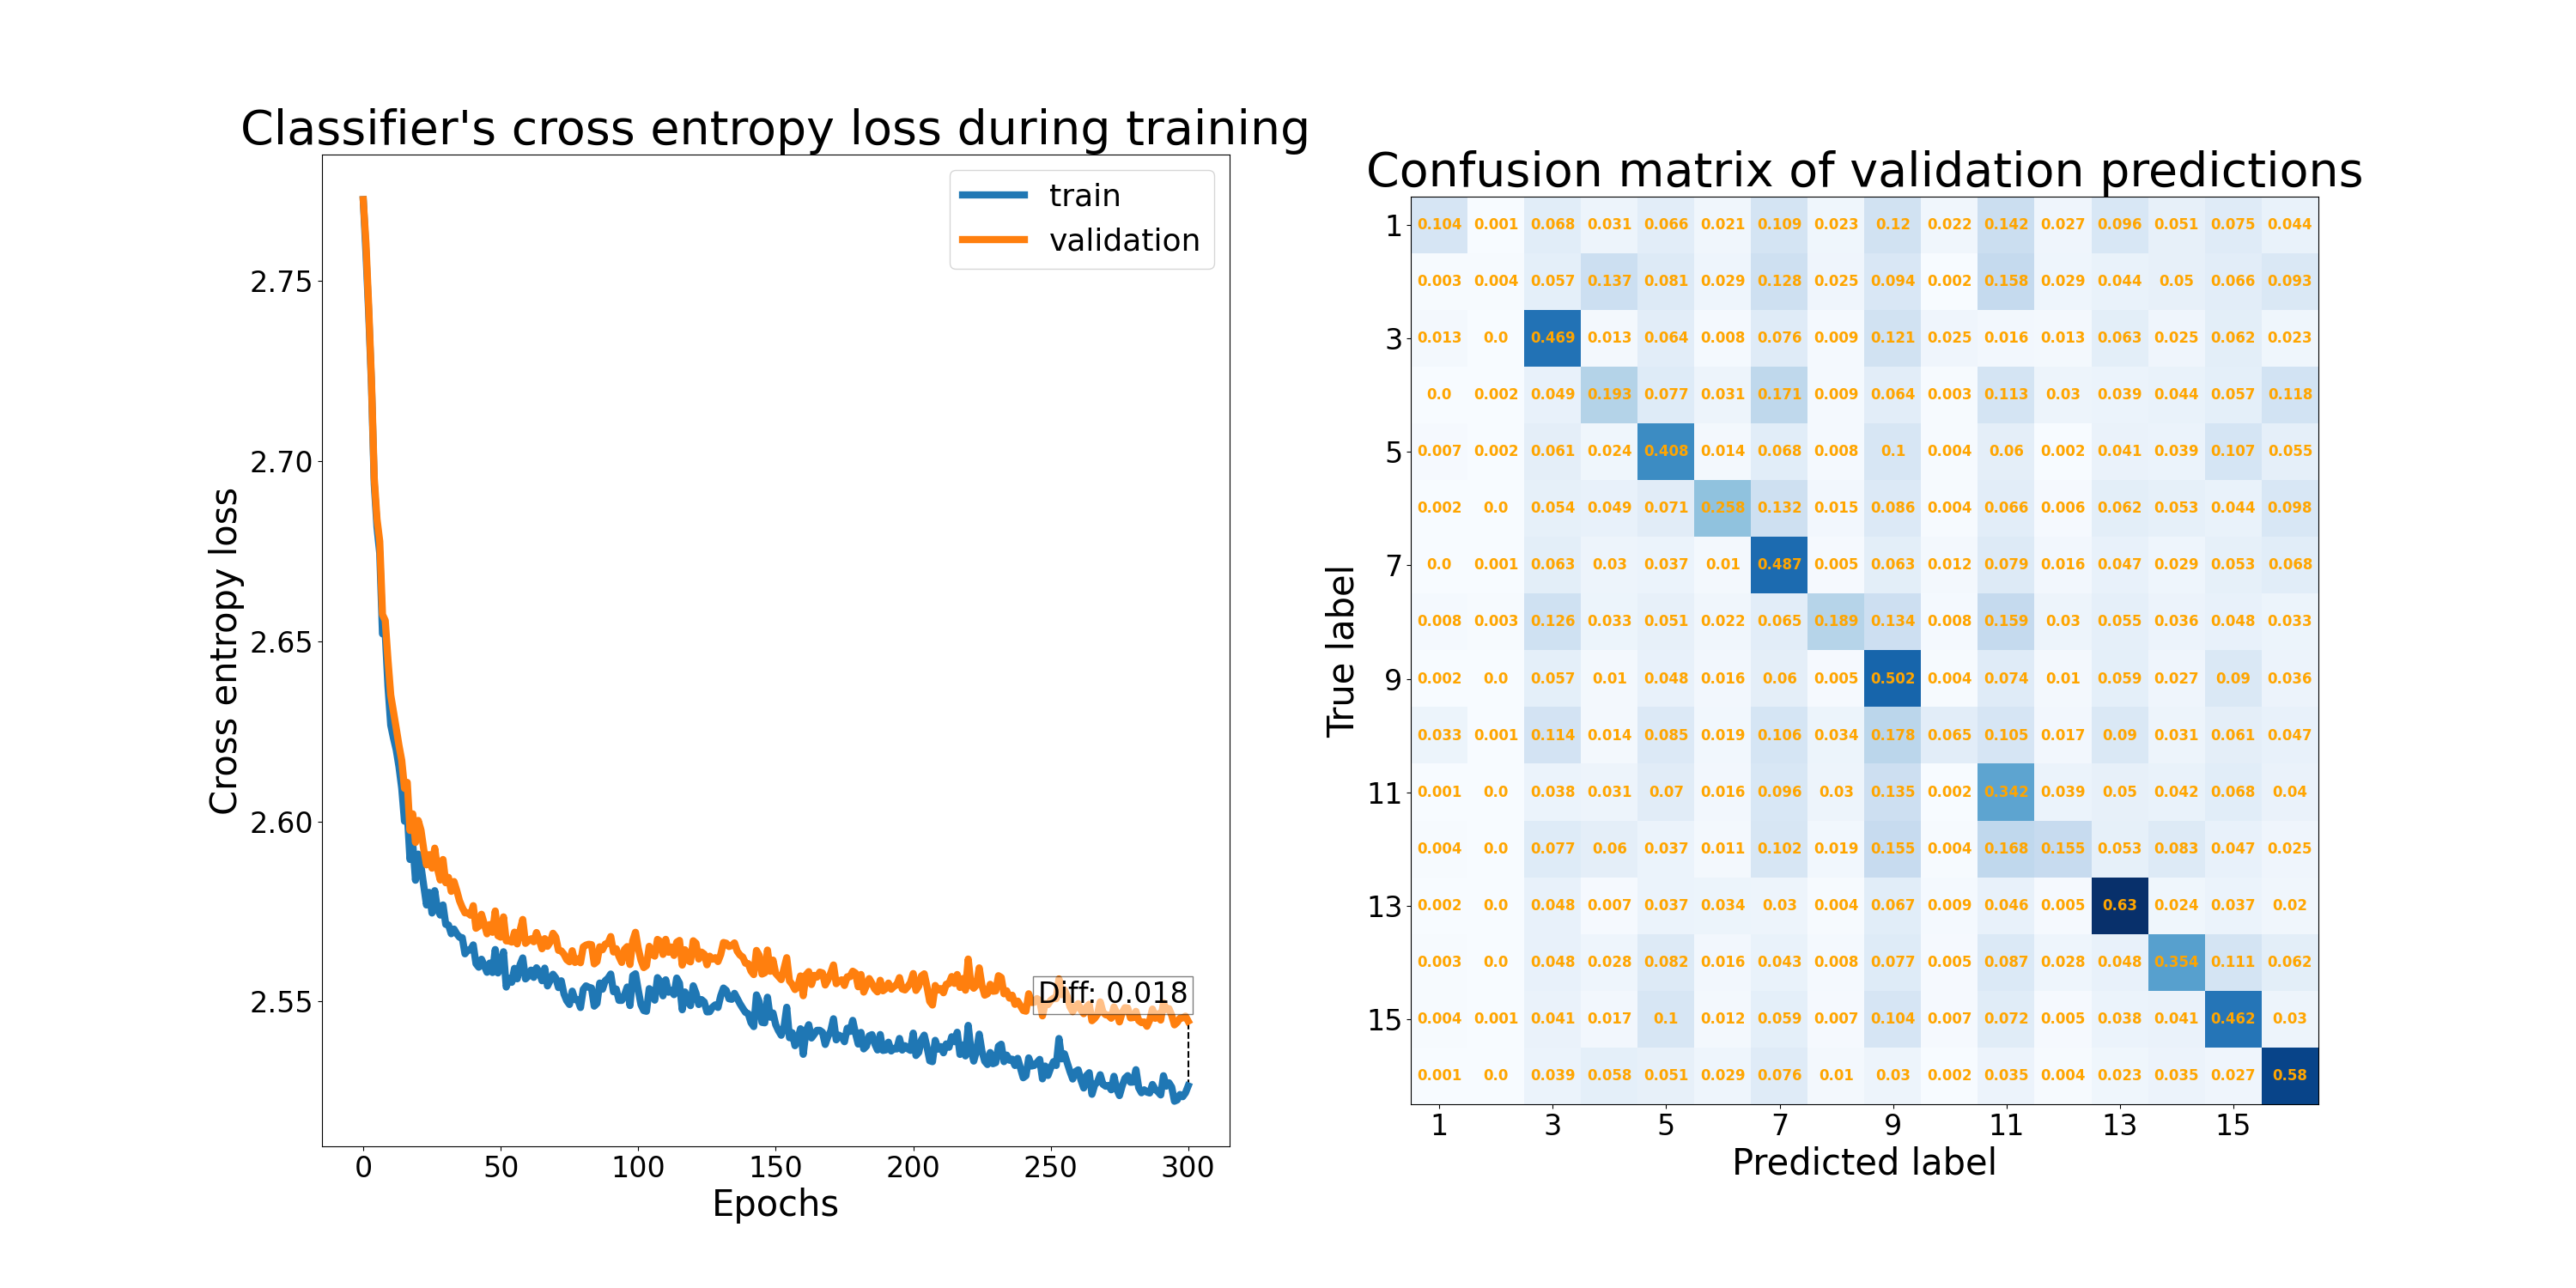 Classifier's cross entropy loss during training
train
validation
2.75
2.70
2.65
2.60
2.55
Cross entropy loss
Diff: 0.018
0 50 100 150 200 250 300
Epochs
Confusion matrix of validation predictions
True label
1 0.104 0.001 0.068 0.031 0.066 0.021 0.109 0.023 0.12 0.022 0.142 0.027 0.096 0.051 0.075 0.044
0.003 0.004 0.057 0.137 0.081 0.029 0.128 0.025 0.094 0.002 0.158 0.029 0.044 0.05 0.066 0.093
3 0.013 0.0 0.469 0.013 0.064 0.008 0.076 0.009 0.121 0.025 0.016 0.013 0.063 0.025 0.062 0.023
0.0 0.002 0.049 0.193 0.077 0.031 0.171 0.009 0.064 0.003 0.113 0.03 0.039 0.044 0.057 0.118
5 0.007 0.002 0.061 0.024 0.408 0.014 0.068 0.008 0.1 0.004 0.06 0.002 0.041 0.039 0.107 0.055
0.002 0.0 0.054 0.049 0.071 0.258 0.132 0.015 0.086 0.004 0.066 0.006 0.062 0.053 0.044 0.098
7 0.0 0.001 0.063 0.03 0.037 0.01 0.487 0.005 0.063 0.012 0.079 0.016 0.047 0.029 0.053 0.068
0.008 0.003 0.126 0.033 0.051 0.022 0.065 0.189 0.134 0.008 0.159 0.03 0.055 0.036 0.048 0.033
9 0.002 0.0 0.057 0.01 0.048 0.016 0.06 0.005 0.502 0.004 0.074 0.01 0.059 0.027 0.09 0.036
0.033 0.001 0.114 0.014 0.085 0.019 0.106 0.034 0.178 0.065 0.105 0.017 0.09 0.031 0.061 0.047
11 0.001 0.0 0.038 0.031 0.07 0.016 0.096 0.03 0.135 0.002 0.342 0.039 0.05 0.042 0.068 0.04
0.004 0.0 0.077 0.06 0.037 0.011 0.102 0.019 0.155 0.004 0.168 0.155 0.053 0.083 0.047 0.025
13 0.002 0.0 0.048 0.007 0.037 0.034 0.03 0.004 0.067 0.009 0.046 0.005 0.63 0.024 0.037 0.02
0.003 0.0 0.048 0.028 0.082 0.016 0.043 0.008 0.077 0.005 0.087 0.028 0.048 0.354 0.111 0.062
15 0.004 0.001 0.041 0.017 0.1 0.012 0.059 0.007 0.104 0.007 0.072 0.005 0.038 0.041 0.462 0.03
0.001 0.0 0.039 0.058 0.051 0.029 0.076 0.01 0.03 0.002 0.035 0.004 0.023 0.035 0.027 0.58
1 3 5 7 9 11 13 15
Predicted label